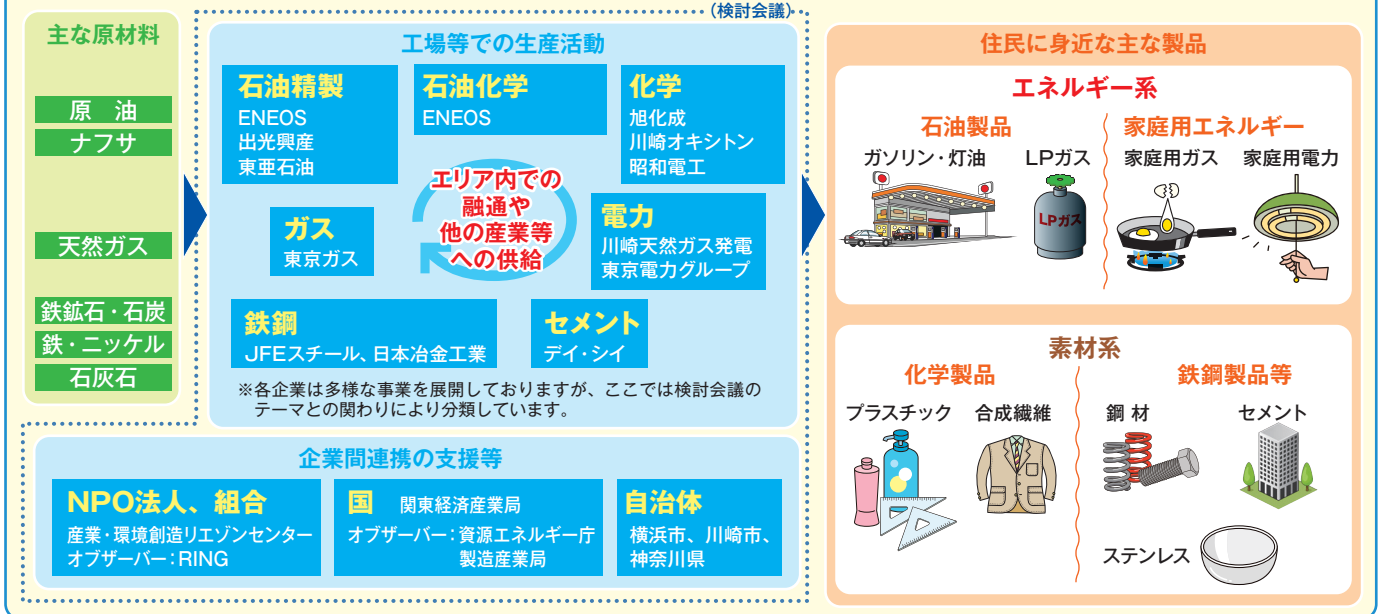 (検討会議)
主な原材料
原 油
ナフサ
天然ガス
鉄鉱石・石炭
鉄・ニッケル
石灰石
工場等での生産活動
石油精製
ENEOS
出光興産
東亜石油
石油化学
ENEOS
化学
旭化成
川崎オキシトン
昭和電工
エリア内での
融通や
他の産業等
への供給
ガス
東京ガス
電力
川崎天然ガス発電
東京電力グループ
鉄鋼
JFEスチール、日本冶金工業
セメント
デイ・シイ
※各企業は多様な事業を展開しておりますが、ここでは検討会議の
テーマとの関わりにより分類しています。
企業間連携の支援等
NPO法人、組合
産業・環境創造リエゾンセンター
オブザーバー：RING
国 関東経済産業局
オブザーバー：資源エネルギー庁
製造産業局
自治体
横浜市、川崎市、
神奈川県
住民に身近な主な製品
エネルギー系
石油製品
ガソリン・灯油
LPガス
LPガス
家庭用エネルギー
家庭用ガス
家庭用電力
素材系
化学製品
プラスチック
合成繊維
鉄鋼製品等
鋼 材
セメント
ステンレス